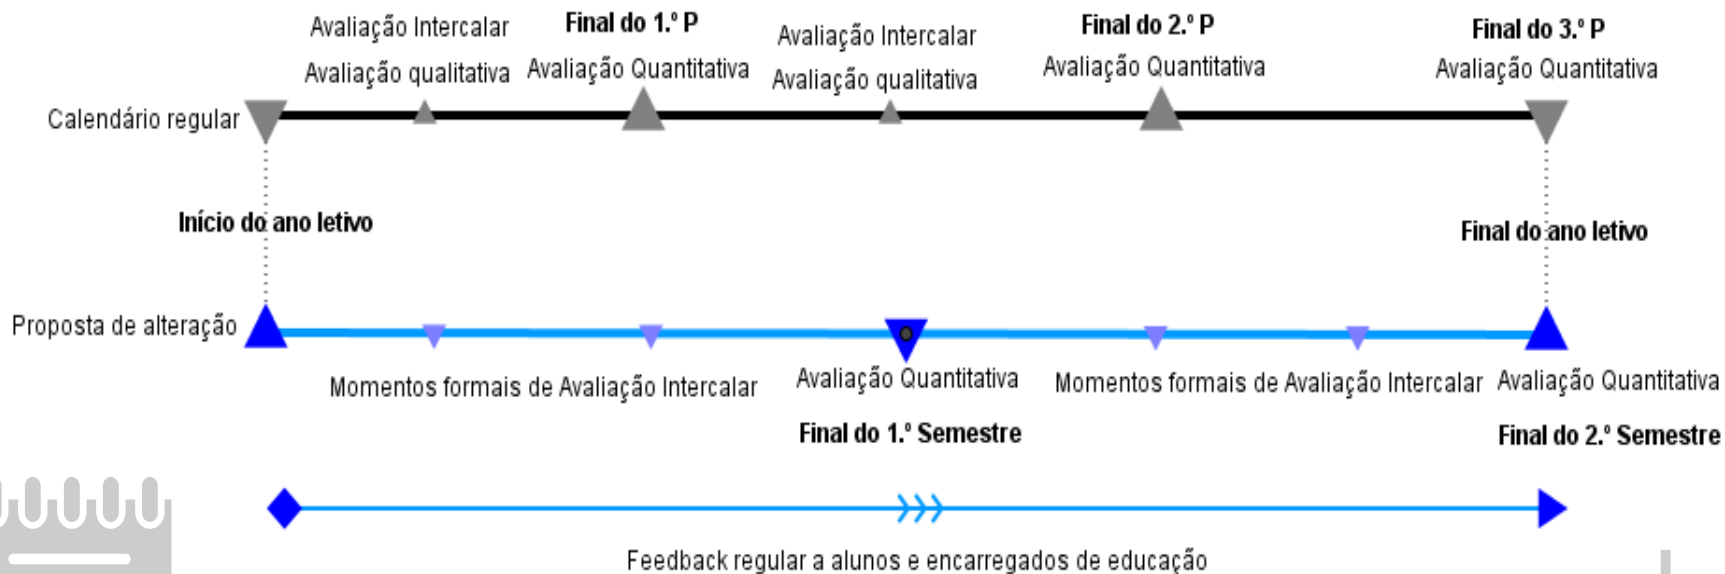 Avaliação Intercalar
Avaliação qualitativa
Final do 1.º P
Avaliação Quantitativa
Avaliação Intercalar
Avaliação qualitativa
Final do 2.º P
Avaliação Quantitativa
Final do 3.º P
Avaliação Quantitativa
Calendário regular
Início do ano letivo
Final do ano letivo
Proposta de alteração
Momentos formais de Avaliação Intercalar
Avaliação Quantitativa
Final do 1.º Semestre
Momentos formais de Avaliação Intercalar
Avaliação Quantitativa
Final do 2.º Semestre
Feedback regular a alunos e encarregados de educação